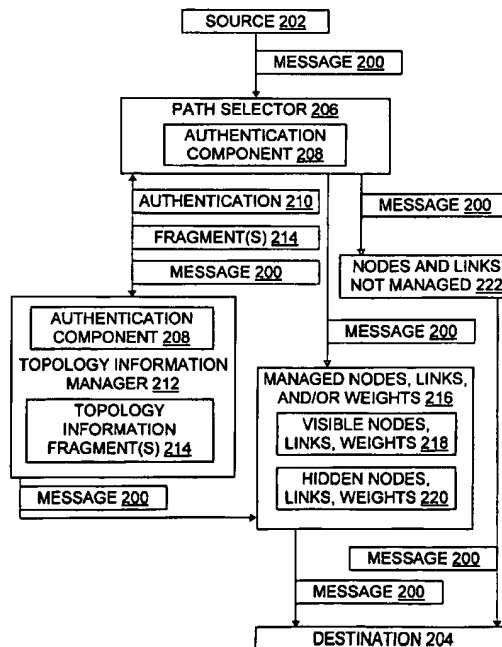 SOURCE 202
MESSAGE 200
PATH SELECTOR 206
AUTHENTICATION
COMPONENT 208
AUTHENTICATION 210
FRAGMENT(S) 214
MESSAGE 200
MESSAGE 200
NODES AND LINKS
NOT MANAGED 222
MESSAGE 200
AUTHENTICATION
COMPONENT 208
TOPOLOGY INFORMATION
MANAGER 212
TOPOLOGY
INFORMATION
FRAGMENT(S) 214
MANAGED NODES, LINKS,
AND/OR WEIGHTS 216
VISIBLE NODES,
LINKS, WEIGHTS 218
HIDDEN NODES,
LINKS, WEIGHTS 220
MESSAGE 200
MESSAGE 200
MESSAGE 200
DESTINATION 204